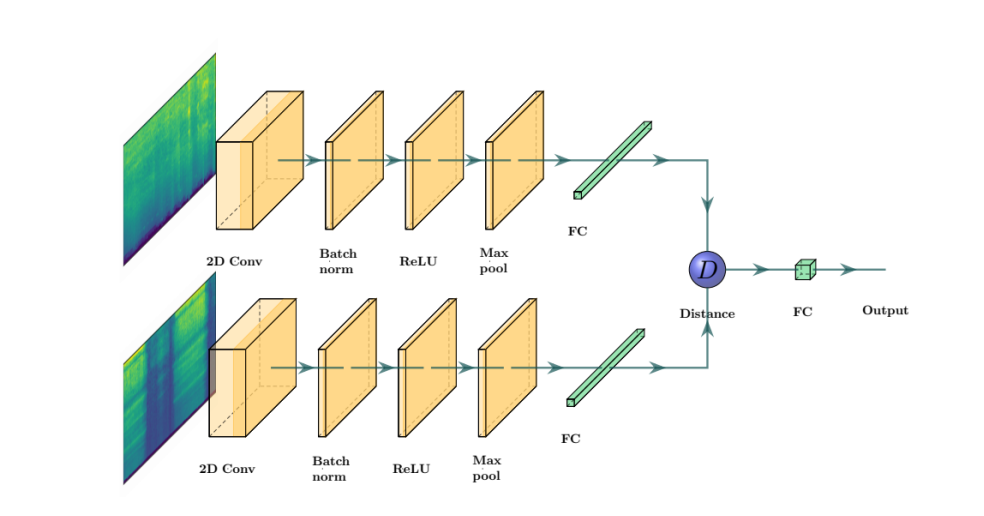 2D Conv
Batch
norm
ReLU
Max
pool
FC
D
Distance
FC
Output
2D Conv
Batch
norm
ReLU
Max
pool
FC